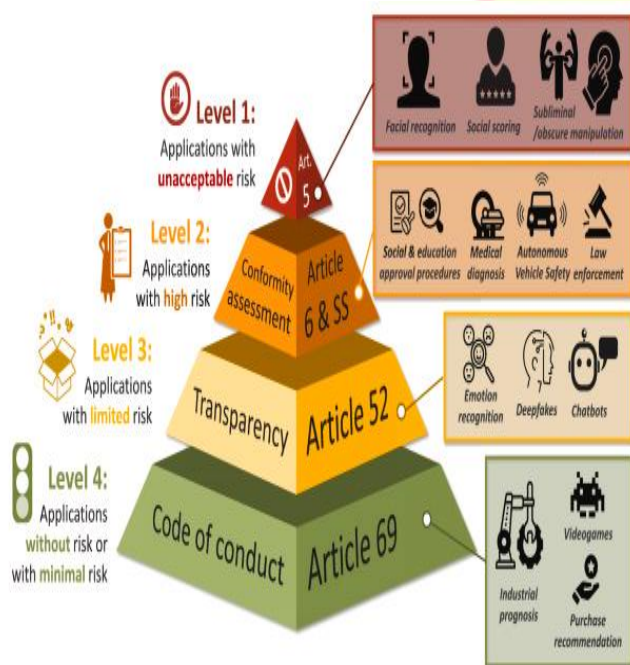 Level 1:
Applications with
unacceptable risk
Art.
5
Facial recognition
Social scoring
Subliminal
/obscure manipulation
Level 2:
Applications
with high risk
Conformity
assessment
Article
6 & SS
Social & education
approval procedures
Medical
diagnosis
Autonomous
Vehicle Safety
Law
enforcement
Level 3:
Applications
with limited risk
Transparency
Article 52
Emotion
recognition
Deepfakes
Chatbots
Level 4:
Applications
without risk or
with minimal risk
Code of conduct
Article 69
Industrial
prognosis
Videogames
Purchase
recommendation